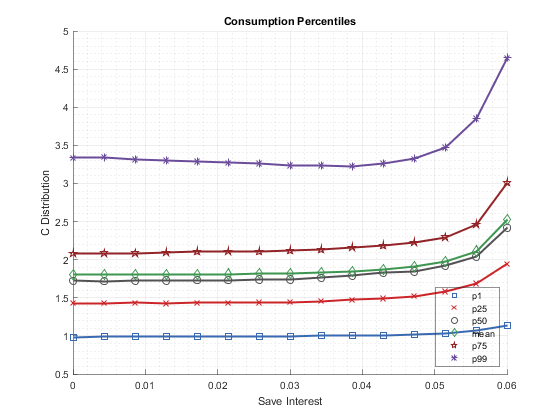 Consumption Percentiles
5
4.5
4
3.5
3
2.5
2
1.5
1
0.5
C Distribution
0
0.01
0.02
0.03
0.04
0.05
0.06
Save Interest
p1
p25
p50
mean
p75
p99